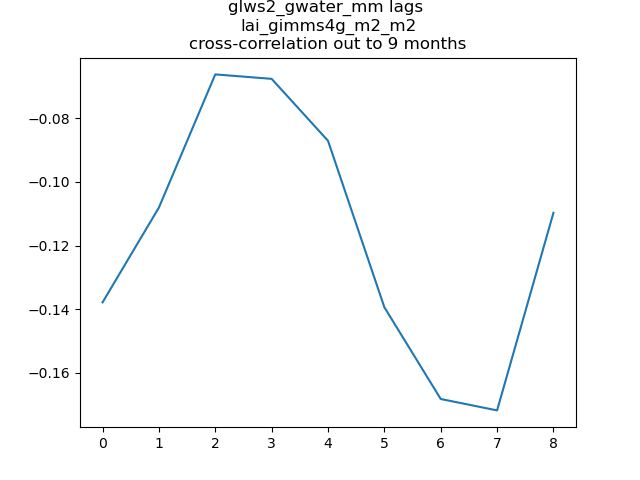 glws2_gwater_mm lags
lai_gimms4g_m2_m2
cross-correlation out to 9 months
−0.08
−0.10
−0.12
−0.14
−0.16
0 1 2 3 4 5 6 7 8